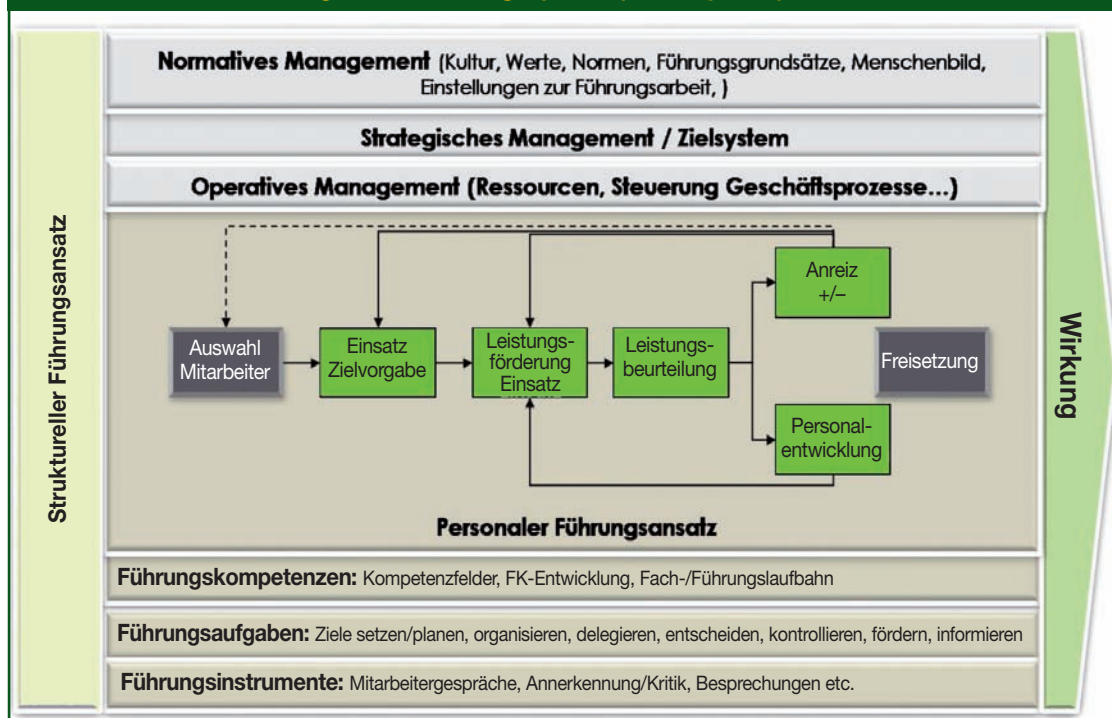 Normatives Management (Kultur, Werte, Normen, Führungsgrundsätze, Menschenbild,
Einstellungen zur Führungsarbeit, )
Strategisches Management / Zielsystem
Operatives Management (Ressourcen, Steuerung Geschäftsprozesse...)
Struktureller Führungsansatz
Auswahl
Mitarbeiter
Einsatz
Zielvorgabe
Leistungs-
förderung
Einsatz
Leistungs-
beurteilung
Anreiz
+/–
Personal-
entwicklung
Freisetzung
Wirkung
Personaler Führungsansatz
Führungskompetenzen: Kompetenzfelder, FK-Entwicklung, Fach-/Führungslaufbahn
Führungsaufgaben: Ziele setzen/planen, organisieren, delegieren, entscheiden, kontrollieren, fördern, informieren
Führungsinstrumente: Mitarbeitergespräche, Annerkennung/Kritik, Besprechungen etc.